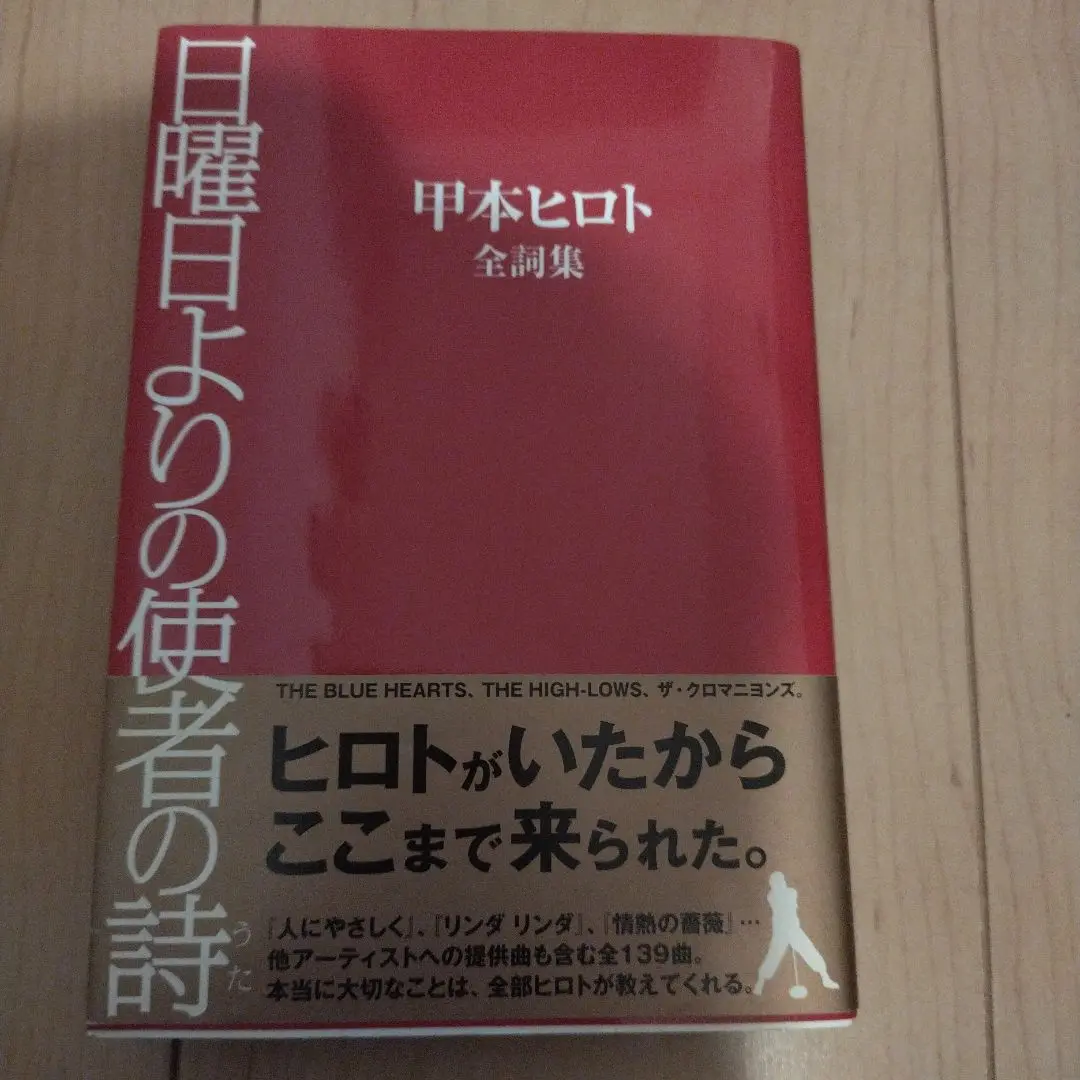 日曜日よりの使者の詩
うた
甲本ヒロト
全詞集
THE BLUE HEARTS、THE HIGH-LOWS、ザ・クロマニヨンズ。
ヒロトがいたから
ここまで来られた。
『人にやさしく』、『リンダ リンダ』、『情熱の薔薇』…
他アーティストへの提供曲も含む全139曲。
本当に大切なことは、全部ヒロトが教えてくれる。